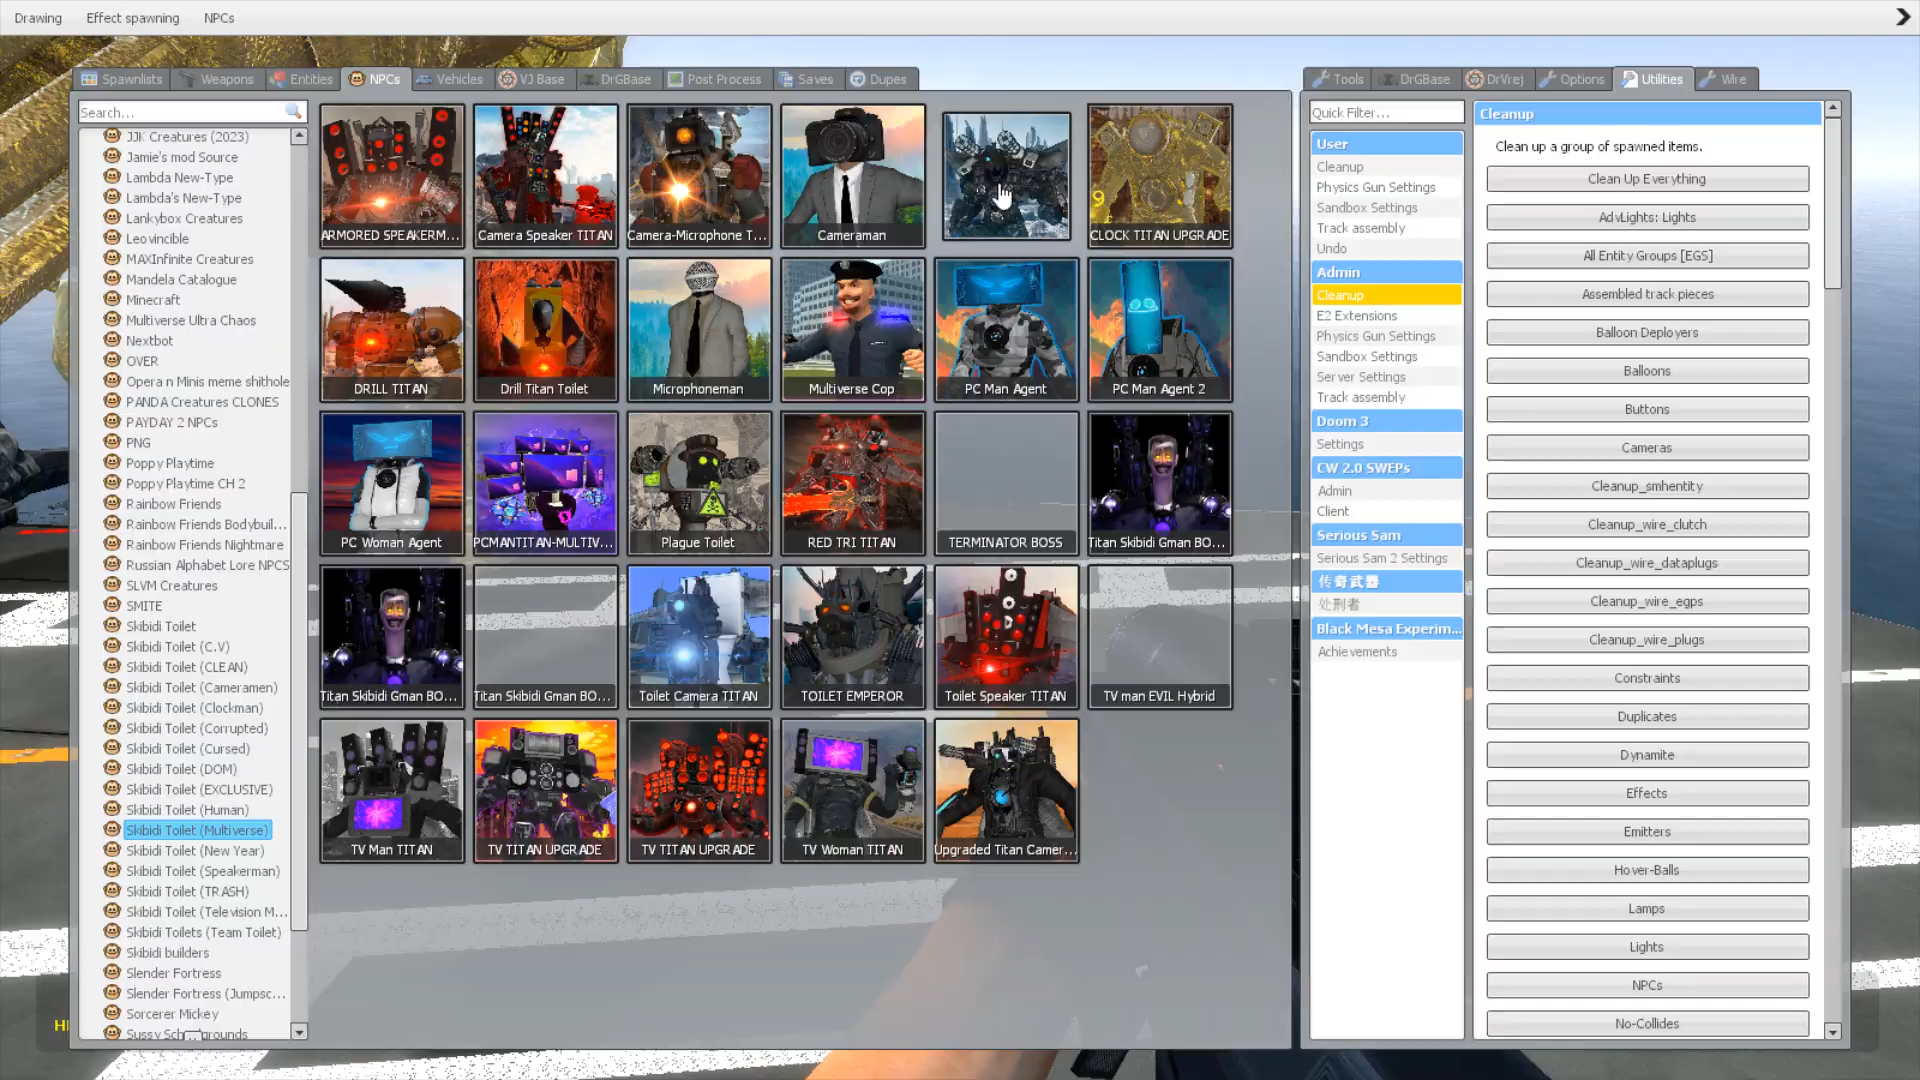 Drawing Effect spawning NPCs
Spawnlists Weapons Entities NPCs Vehicles VJ Base DrGBase Post Process Saves Dupes
Search...
JJK Creatures (2023)
Jamie's mod Source
Lambda New-Type
Lambda's New-Type
Lankybox Creatures
Leovincible
MAXInfinite Creatures
Mandela Catalogue
Minecraft
Multiverse Ultra Chaos
Nextbot
OVER
Opera n Minis meme shithole
PANDA Creatures CLONES
PAYDAY 2 NPCs
PNG
Poppy Playtime
Poppy Playtime CH 2
Rainbow Friends
Rainbow Friends Bodybuil...
Rainbow Friends Nightmare
Russian Alphabet Lore NPCS
SLVM Creatures
SMITE
Skibidi Toilet
Skibidi Toilet (C.V)
Skibidi Toilet (CLEAN)
Skibidi Toilet (Cameramen)
Skibidi Toilet (Clockman)
Skibidi Toilet (Corrupted)
Skibidi Toilet (Cursed)
Skibidi Toilet (DOM)
Skibidi Toilet (EXCLUSIVE)
Skibidi Toilet (Human)
Skibidi Toilet (Multiverse)
Skibidi Toilet (New Year)
Skibidi Toilet (Speakerman)
Skibidi Toilet (TRASH)
Skibidi Toilet (Television M...
Skibidi Toilets (Team Toilet)
Skibidi builders
Slender Fortress
Slender Fortress (Jumpsc...
Sorcerer Mickey
ARMORED SPEAKERM... Camera Speaker TITAN Camera-Microphone T... Cameraman CLOCK TITAN UPGRADE
DRILL TITAN Drill Titan Toilet Microphoneman Multiverse Cop PC Man Agent PC Man Agent 2
PC Woman Agent PCMANTITAN-MULTIV... Plague Toilet RED TRI TITAN TERMINATOR BOSS Titan Skibidi Gman BO...
Titan Skibidi Gman BO... Titan Skibidi Gman BO... Toilet Camera TITAN TOILET EMPEROR Toilet Speaker TITAN TV man EVIL Hybrid
TV Man TITAN TV TITAN UPGRADE TV TITAN UPGRADE TV Woman TITAN Upgraded Titan Camer...
Tools DrGBase DrVrej Options Utilities Wire
Quick Filter...
User
Cleanup
Physics Gun Settings
Sandbox Settings
Track assembly
Undo
Admin
Cleanup
E2 Extensions
Physics Gun Settings
Sandbox Settings
Server Settings
Track assembly
Doom 3
Settings
CW 2.0 SWEPs
Admin
Client
Serious Sam
Serious Sam 2 Settings
传奇武器
处刑者
Black Mesa Experim...
Achievements
Cleanup
Clean up a group of spawned items.
Clean Up Everything
AdvLights: Lights
All Entity Groups [EGS]
Assembled track pieces
Balloon Deployers
Balloons
Buttons
Cameras
Cleanup_smhentity
Cleanup_wire_clutch
Cleanup_wire_dataplugs
Cleanup_wire_egps
Cleanup_wire_plugs
Constraints
Duplicates
Dynamite
Effects
Emitters
Hover-Balls
Lamps
Lights
NPCs
No-Collides